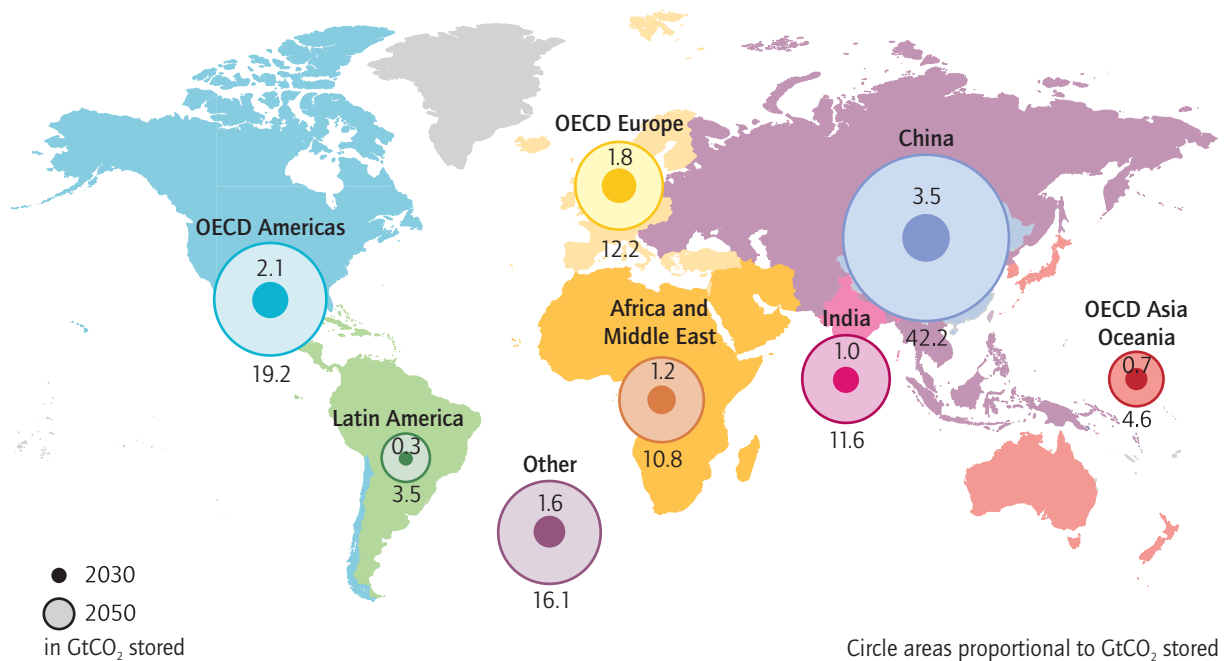 OECD Europe
1.8
12.2
China
3.5
42.2
OECD Americas
2.1
19.2
Africa and
Middle East
1.2
10.8
India
1.0
11.6
OECD Asia
Oceania
0.7
4.6
Latin America
0.3
3.5
Other
1.6
16.1
2030
2050
in GtCO₂ stored
Circle areas proportional to GtCO₂ stored